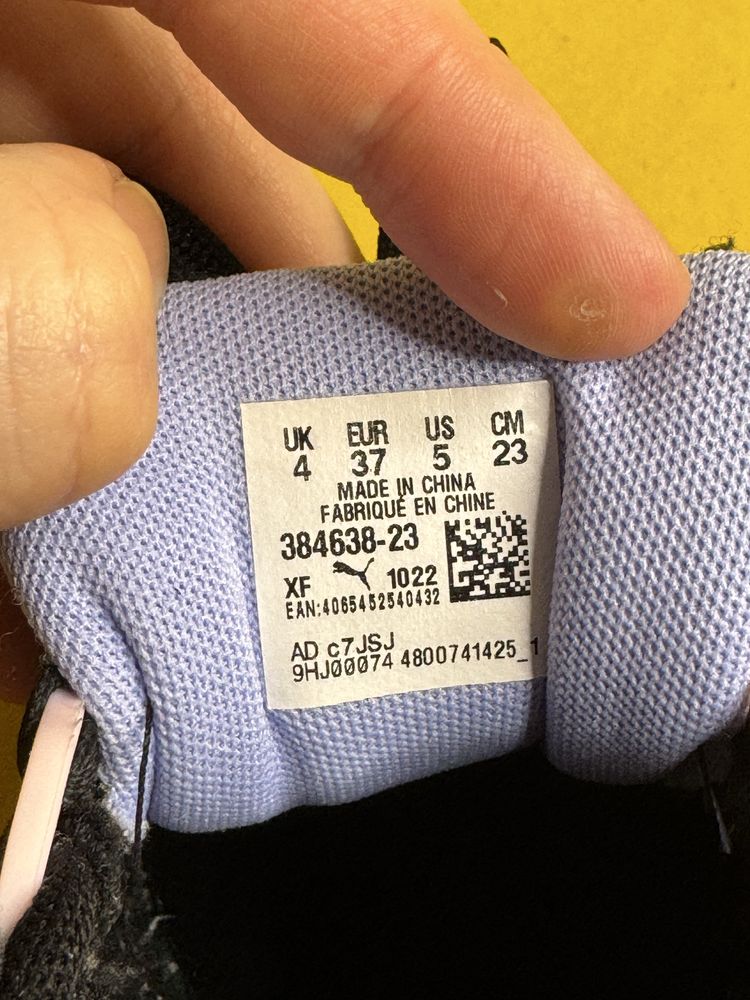 UK EUR US CM
4 37 5 23
MADE IN CHINA
FABRIQUÉ EN CHINE
384638-23
XF 1022
EAN:4065452540432
AD c7JSJ
9HJ00074 4800741425_1